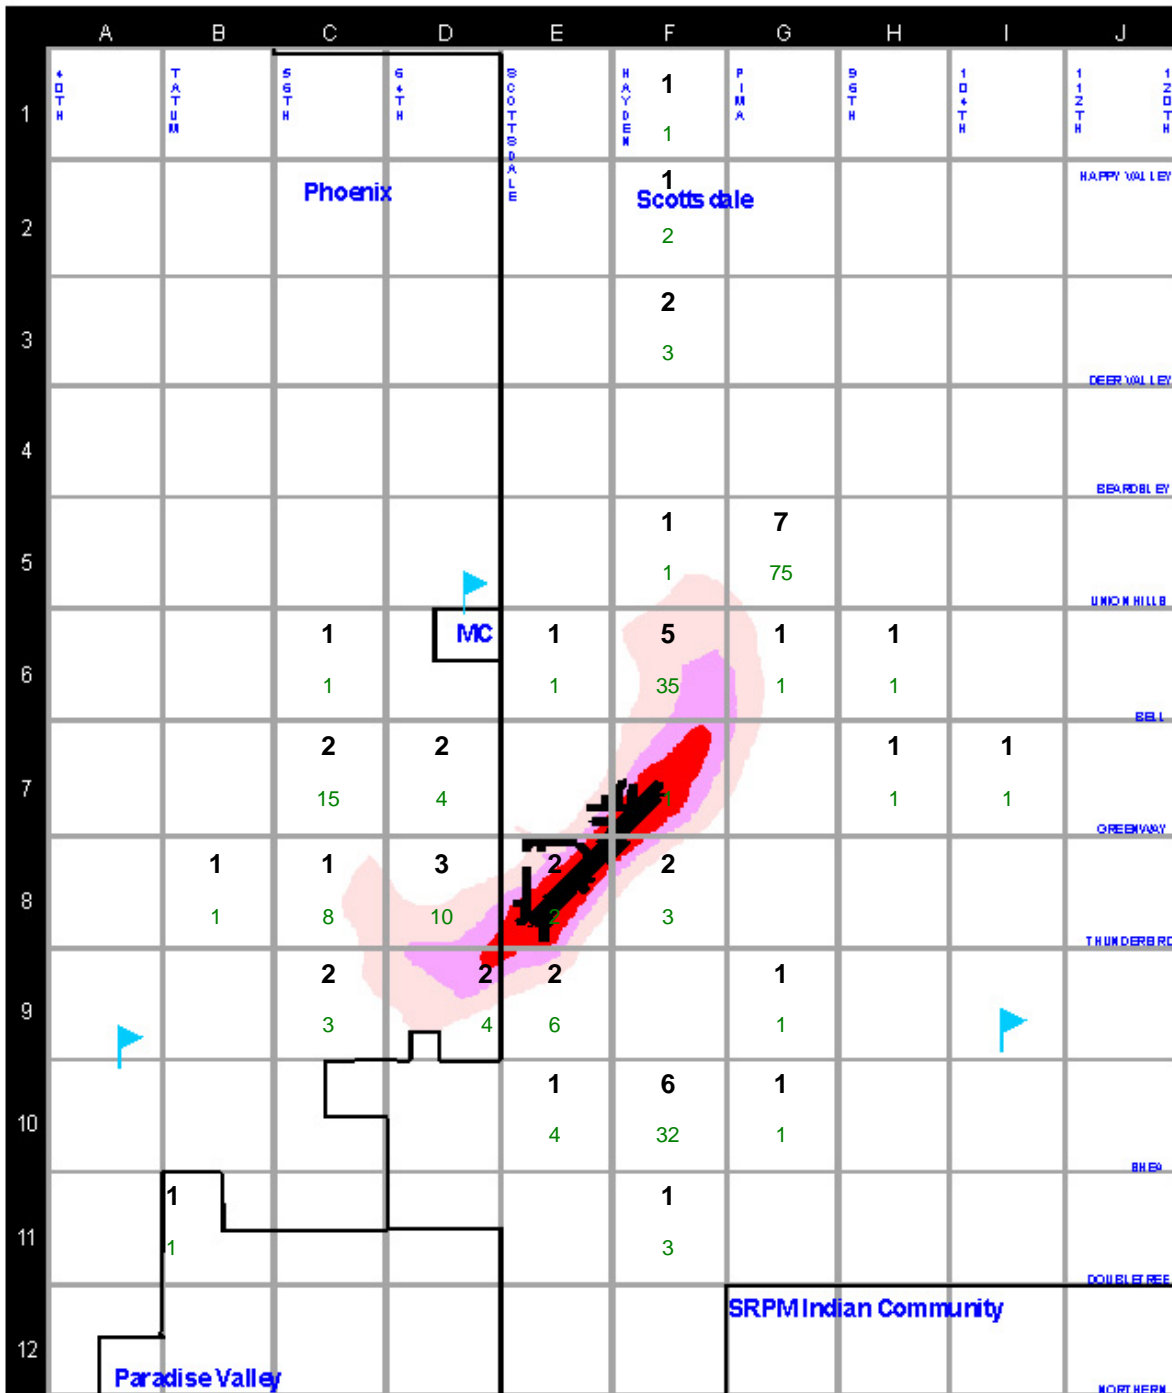 A B C D E F G H I J
40TH TATUM 56TH 64TH SCOTTSDALE HAYDEN PIMA 96TH 104TH 112TH 120TH
1
1
1
HAPPY VALLEY
1
Phoenix Scottsdale
2
2
2
3
3
DEER VALLEY
4
BEARDSLEY
1 7
5
1 75
UNION HILLS
1 MC 1 5 1 1
6
1 1 35 1 1
BELL
2 2 1 1
7
15 4 1 1 1
GREENWAY
1 1 3 2 2
8
1 8 10 2 3
THUNDERBIRD
2 2 2 1
9
3 4 6 1
1 6 1
10
4 32 1
SHEA
1 1
11
1 3
DOUBLETREE
SRPM Indian Community
12
Paradise Valley
NORTHERN